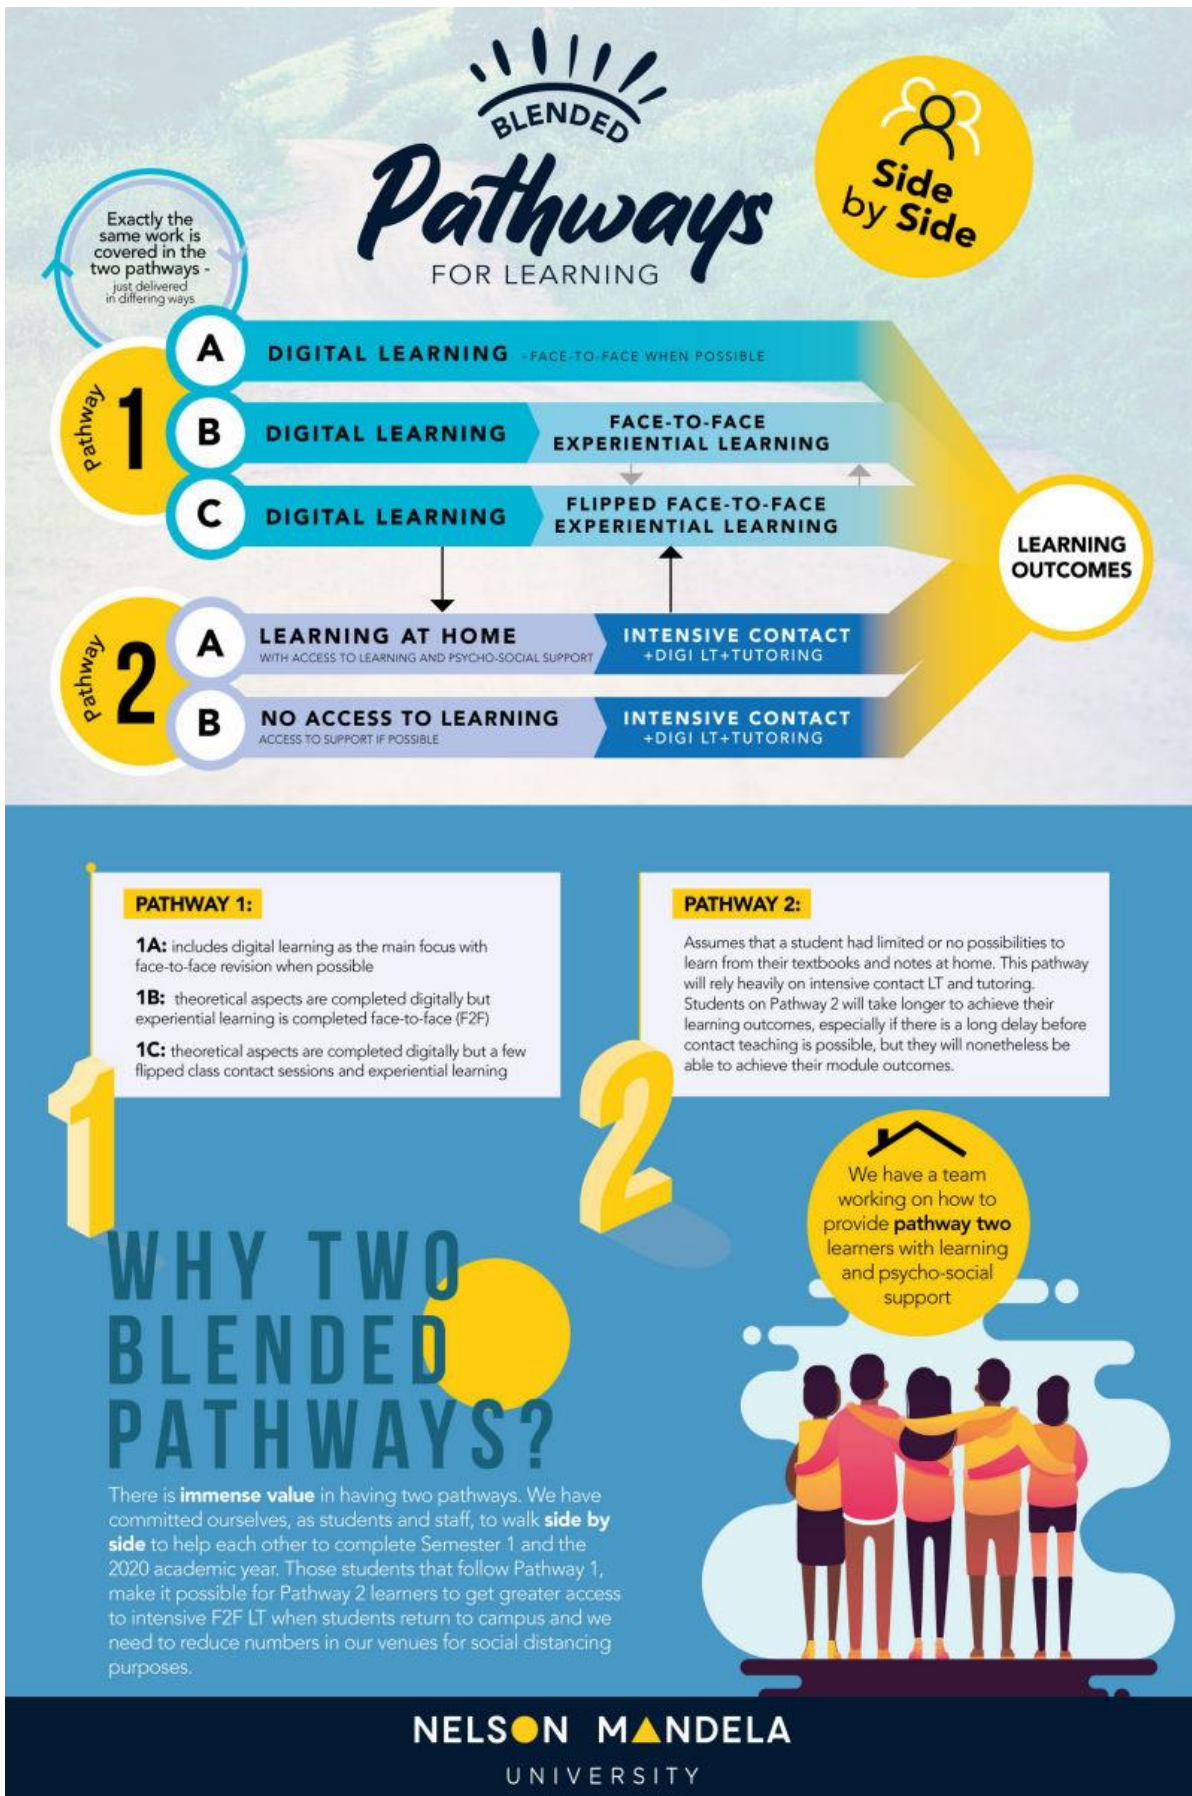 BLENDED
Pathways
FOR LEARNING
Side
by Side
Exactly the
same work is
covered in the
two pathways -
just delivered
in differing ways
Pathway
1
A
DIGITAL LEARNING +FACE-TO-FACE WHEN POSSIBLE
B
DIGITAL LEARNING
FACE-TO-FACE
EXPERIENTIAL LEARNING
C
DIGITAL LEARNING
FLIPPED FACE-TO-FACE
EXPERIENTIAL LEARNING
LEARNING
OUTCOMES
Pathway
2
A
LEARNING AT HOME
WITH ACCESS TO LEARNING AND PSYCHO-SOCIAL SUPPORT
INTENSIVE CONTACT
+DIGI LT+TUTORING
B
NO ACCESS TO LEARNING
ACCESS TO SUPPORT IF POSSIBLE
INTENSIVE CONTACT
+DIGI LT+TUTORING
PATHWAY 1:
1A: includes digital learning as the main focus with
face-to-face revision when possible
1B: theoretical aspects are completed digitally but
experiential learning is completed face-to-face (F2F)
1C: theoretical aspects are completed digitally but a few
flipped class contact sessions and experiential learning
1
PATHWAY 2:
Assumes that a student had limited or no possibilities to
learn from their textbooks and notes at home. This pathway
will rely heavily on intensive contact LT and tutoring.
Students on Pathway 2 will take longer to achieve their
learning outcomes, especially if there is a long delay before
contact teaching is possible, but they will nonetheless be
able to achieve their module outcomes.
2
We have a team
working on how to
provide pathway two
learners with learning
and psycho-social
support
WHY TWO
BLENDED
PATHWAYS?
There is immense value in having two pathways. We have
committed ourselves, as students and staff, to walk side by
side to help each other to complete Semester 1 and the
2020 academic year. Those students that follow Pathway 1,
make it possible for Pathway 2 learners to get greater access
to intensive F2F LT when students return to campus and we
need to reduce numbers in our venues for social distancing
purposes.
NELSON MANDELA
UNIVERSITY